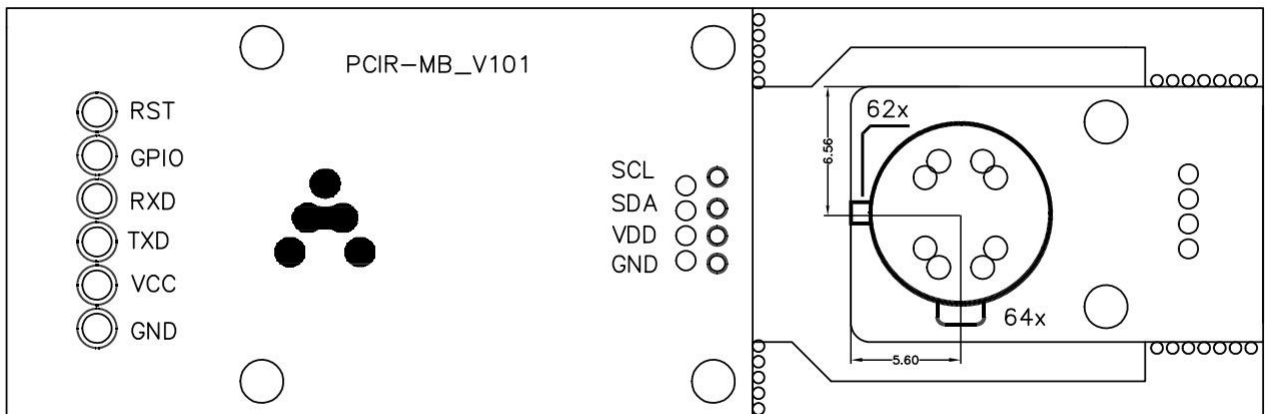 PCIR-MB_V101
RST
GPIO
RXD
TXD
VCC
GND
SCL
SDA
VDD
GND
62x
6.56
64x
5.60